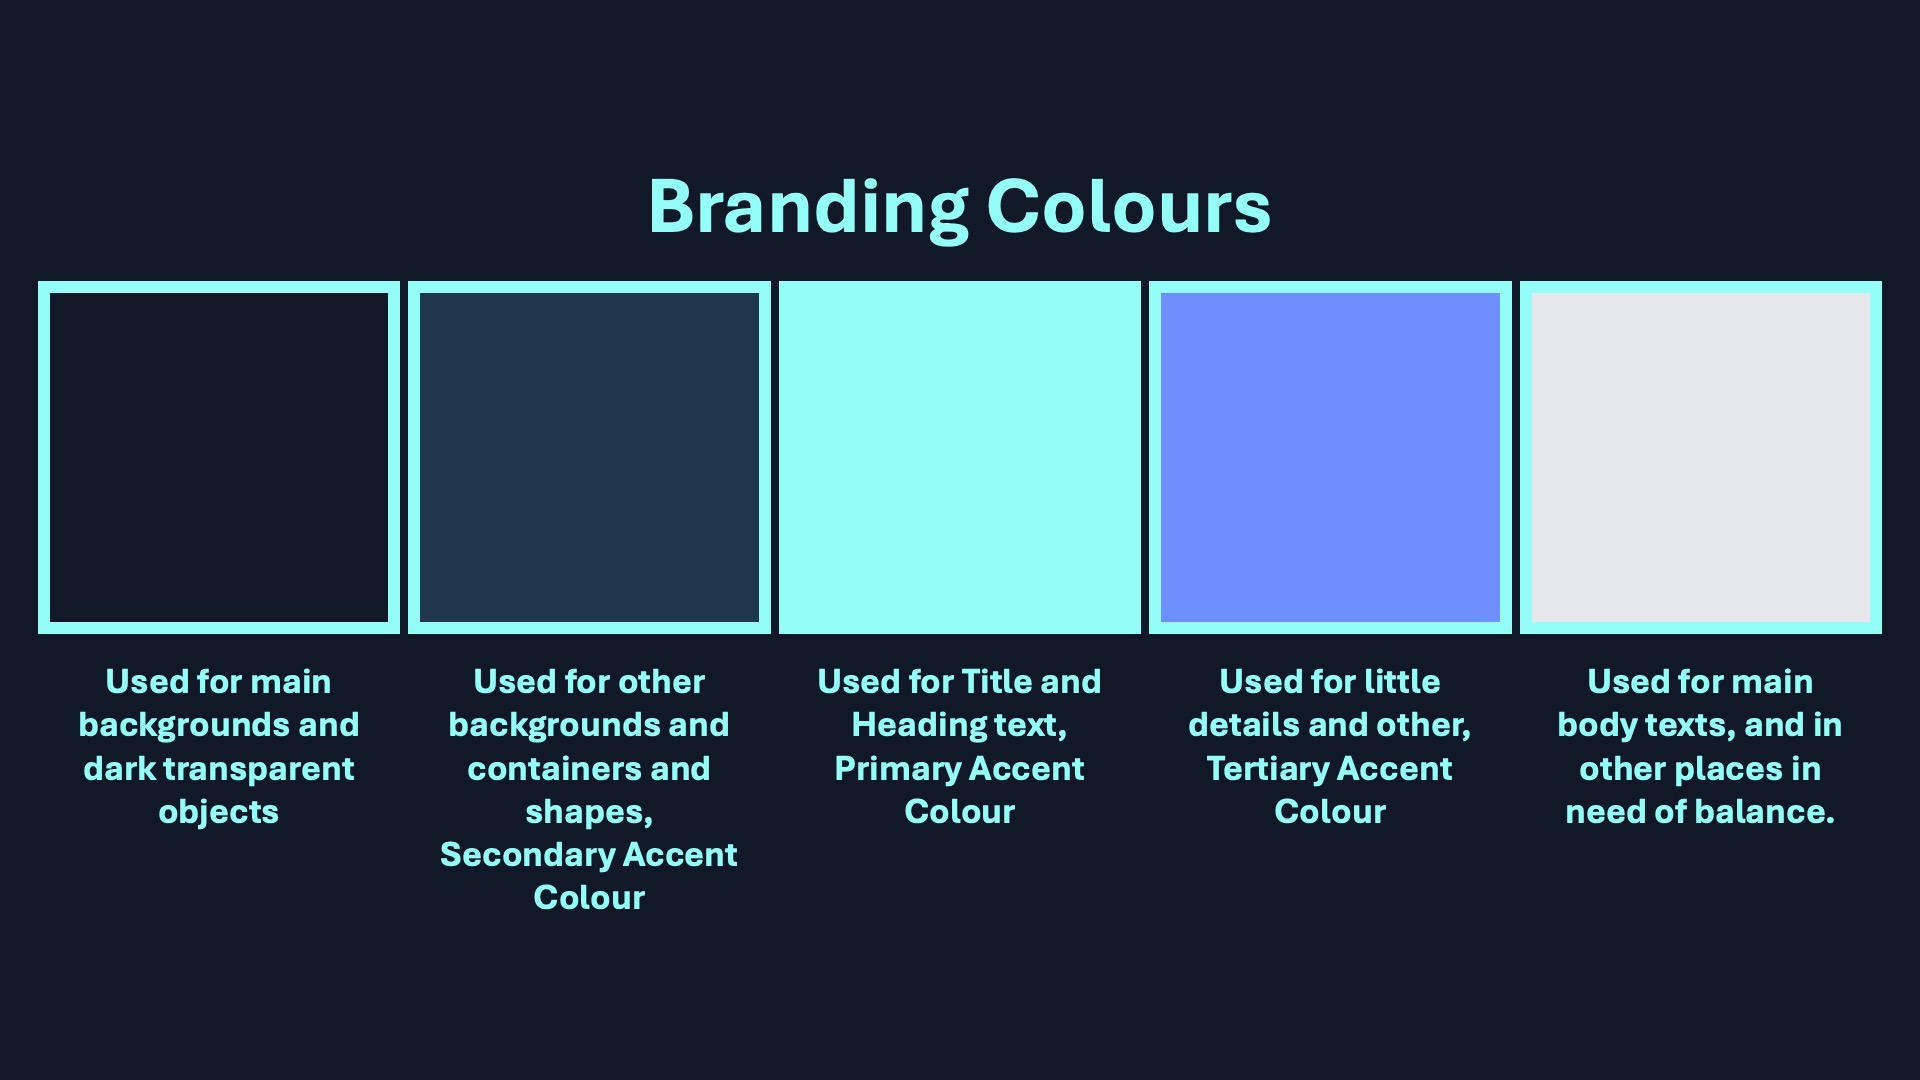 Branding Colours
Used for main
backgrounds and
dark transparent
objects
Used for other
backgrounds and
containers and
shapes,
Secondary Accent
Colour
Used for Title and
Heading text,
Primary Accent
Colour
Used for little
details and other,
Tertiary Accent
Colour
Used for main
body texts, and in
other places in
need of balance.